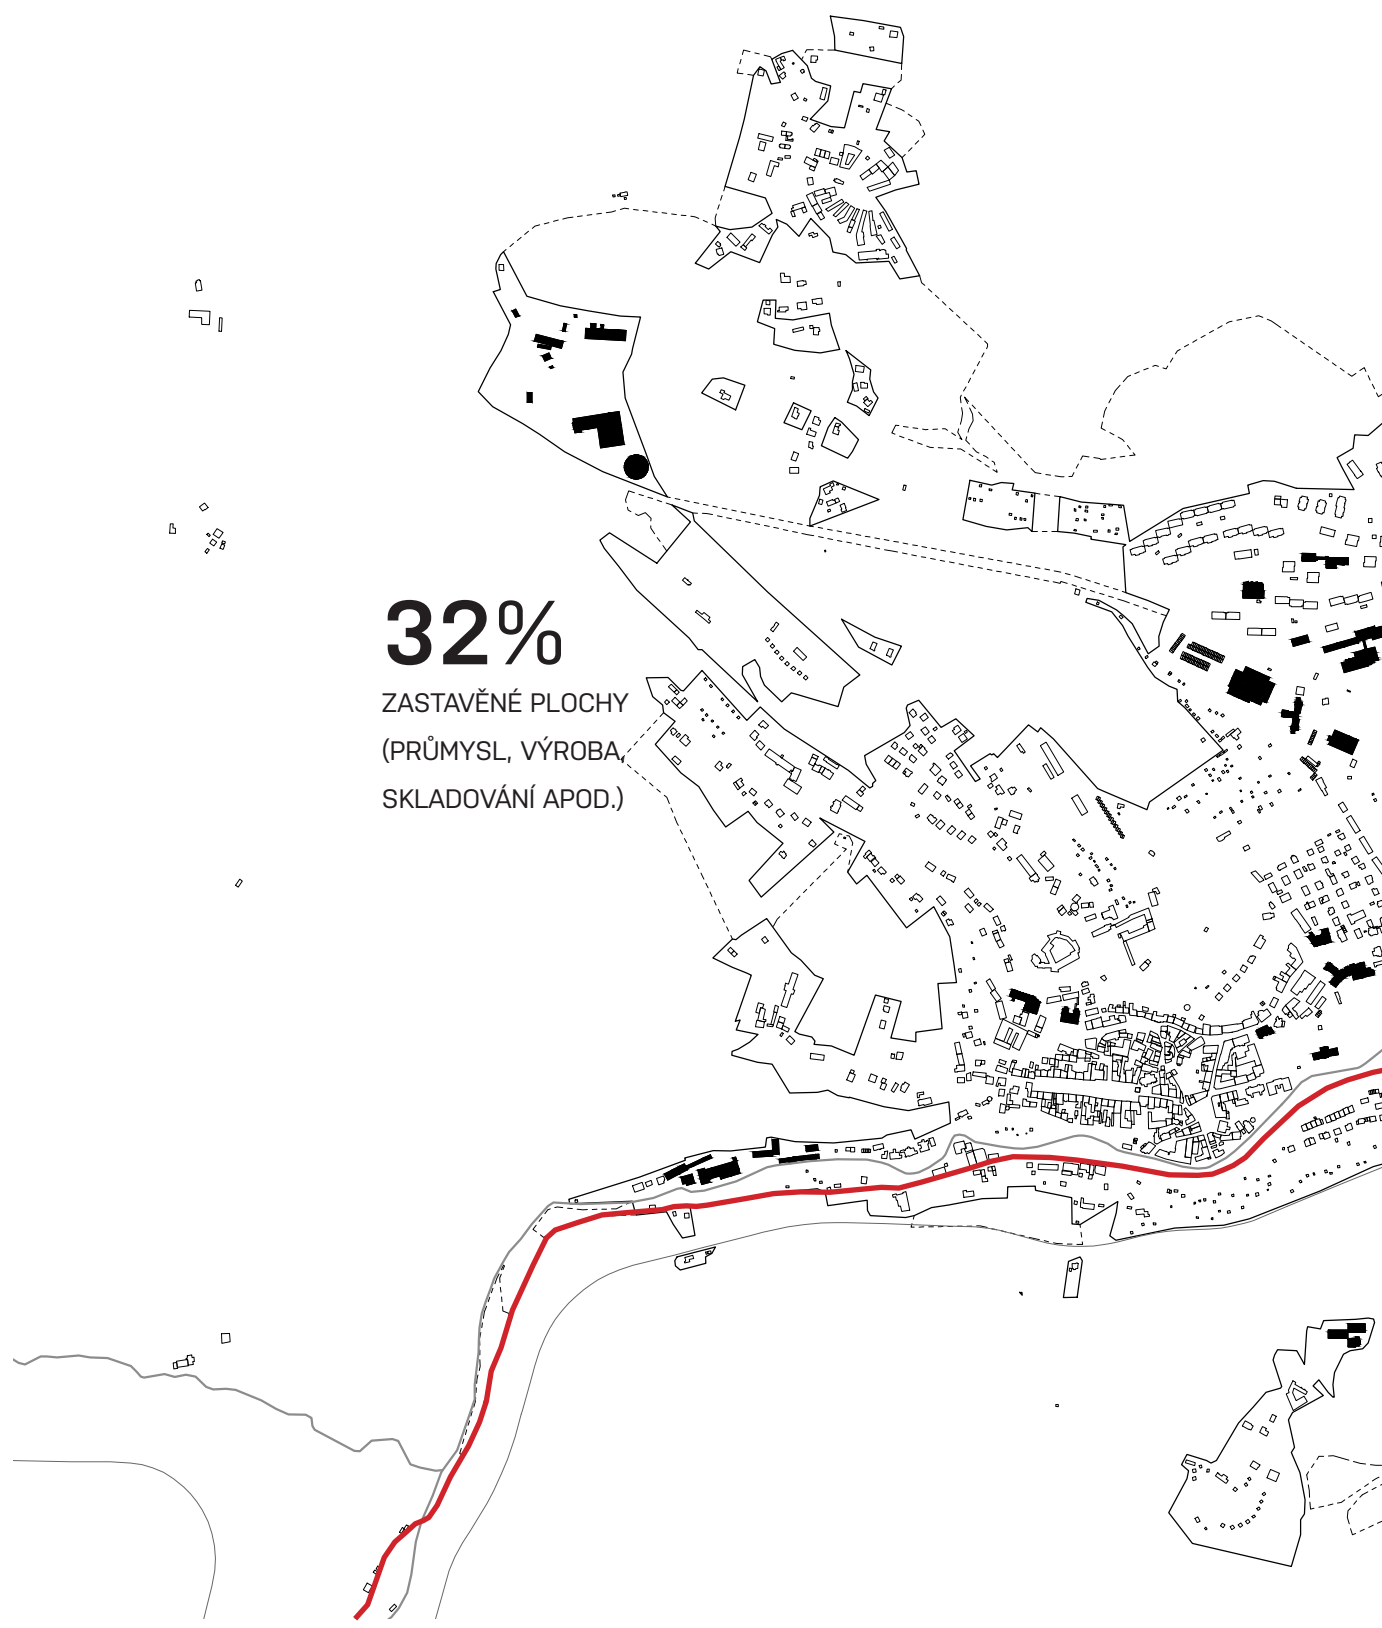 32%
ZASTAVĚNÉ PLOCHY
(PRŮMYSL, VÝROBA,
SKLADOVÁNÍ APOD.)